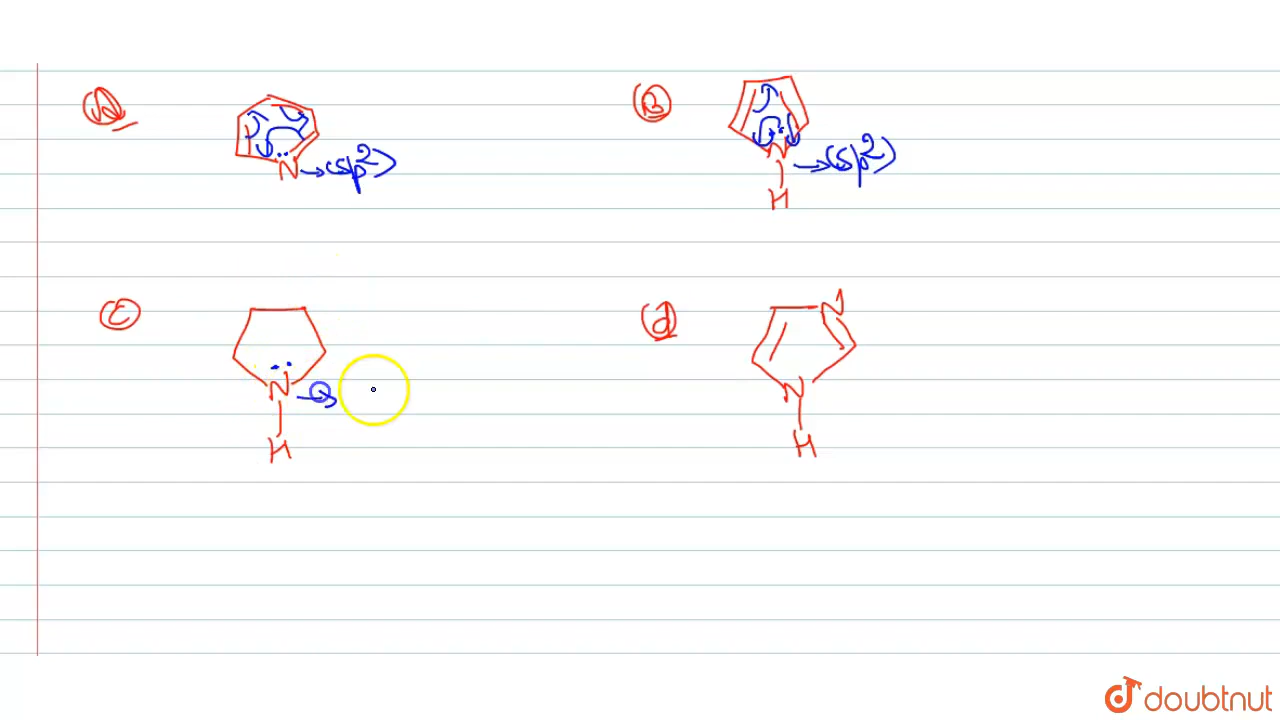 (a)
N → (sp²)
(B)
N → (sp²)
H
(c)
N →
H
(d)
N
N
H
doubtnut